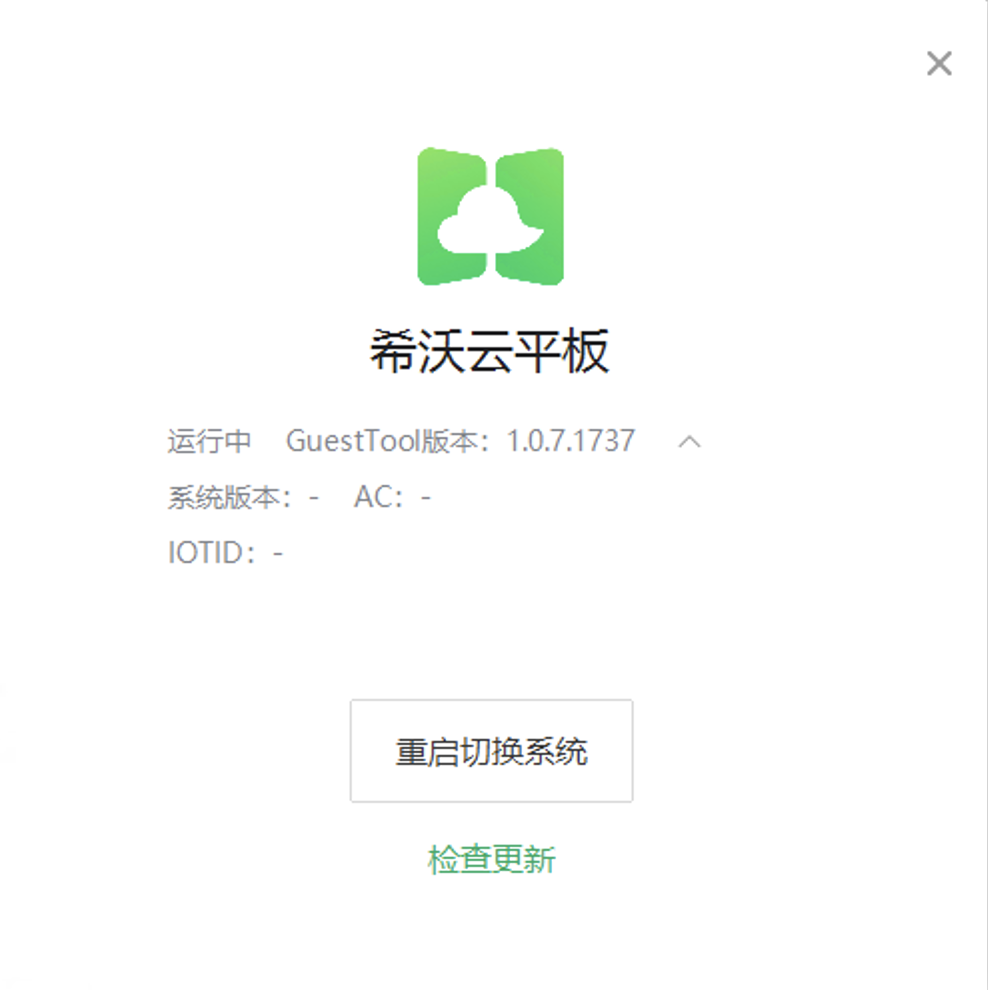 希沃云平板
运行中 GuestTool版本：1.0.7.1737
系统版本：- AC：-
IOTID：-
重启切换系统
检查更新